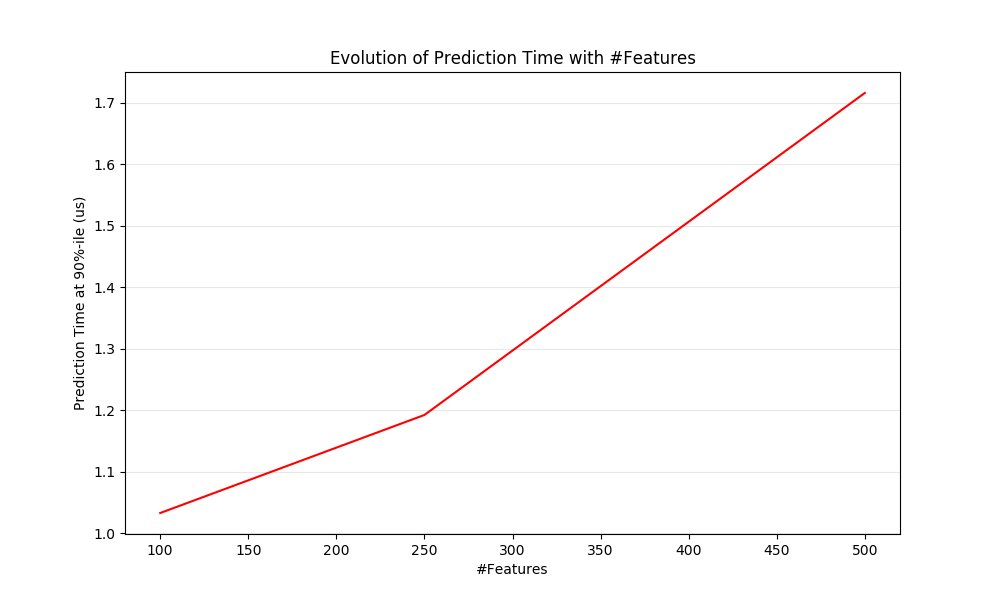 Evolution of Prediction Time with #Features
Prediction Time at 90%-ile (us)
1.7
1.6
1.5
1.4
1.3
1.2
1.1
1.0
100 150 200 250 300 350 400 450 500
#Features